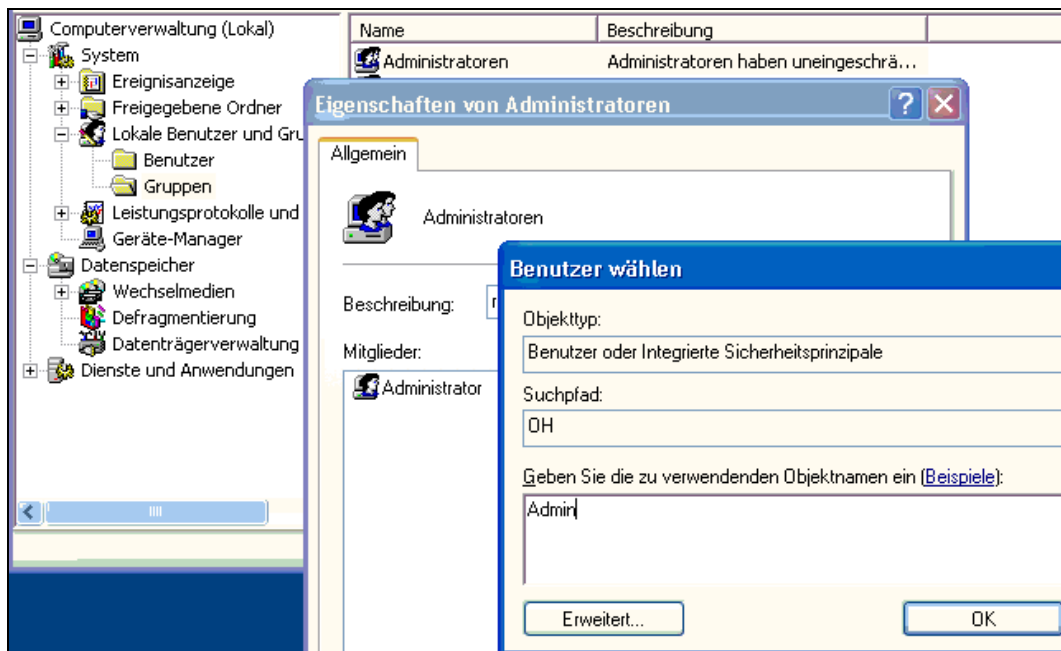 Computerverwaltung (Lokal)
System
Ereignisanzeige
Freigegebene Ordner
Lokale Benutzer und Gru
Benutzer
Gruppen
Leistungsprotokolle und
Geräte-Manager
Datenspeicher
Wechselmedien
Defragmentierung
Datenträgerverwaltung
Dienste und Anwendungen
Name Beschreibung
Administratoren Administratoren haben uneingeschrä...
Eigenschaften von Administratoren
Allgemein
Administratoren
Beschreibung:
Mitglieder:
Administrator
Benutzer wählen
Objekttyp:
Benutzer oder Integrierte Sicherheitsprinzipale
Suchpfad:
OH
Geben Sie die zu verwendenden Objektnamen ein (Beispiele):
Admin
Erweitert... OK